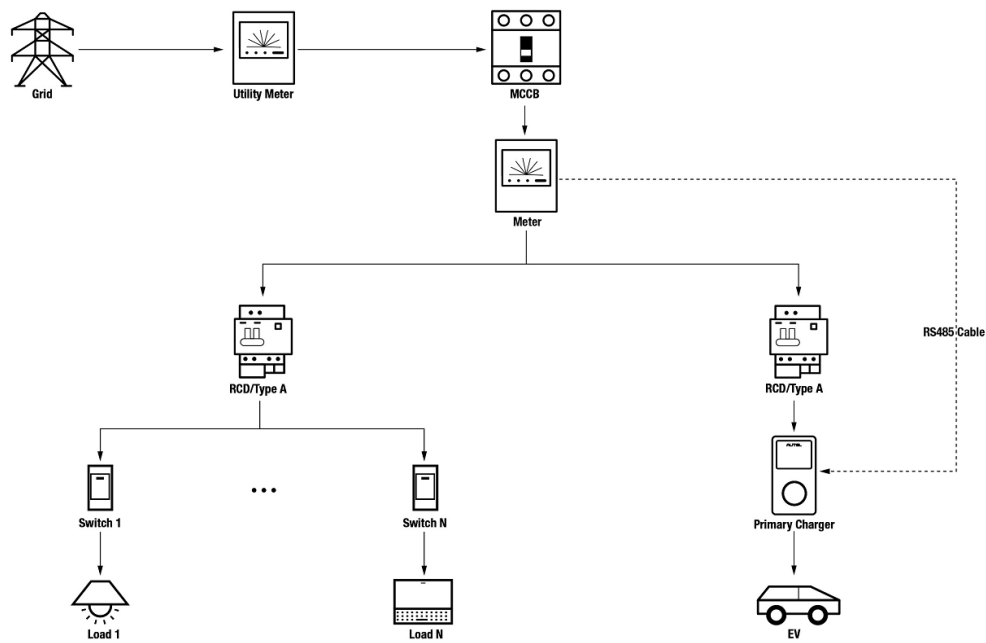 Grid
Utility Meter
MCCB
Meter
RS485 Cable
RCD/Type A
RCD/Type A
AUTEL
Switch 1
...
Switch N
Primary Charger
Load 1
Load N
EV